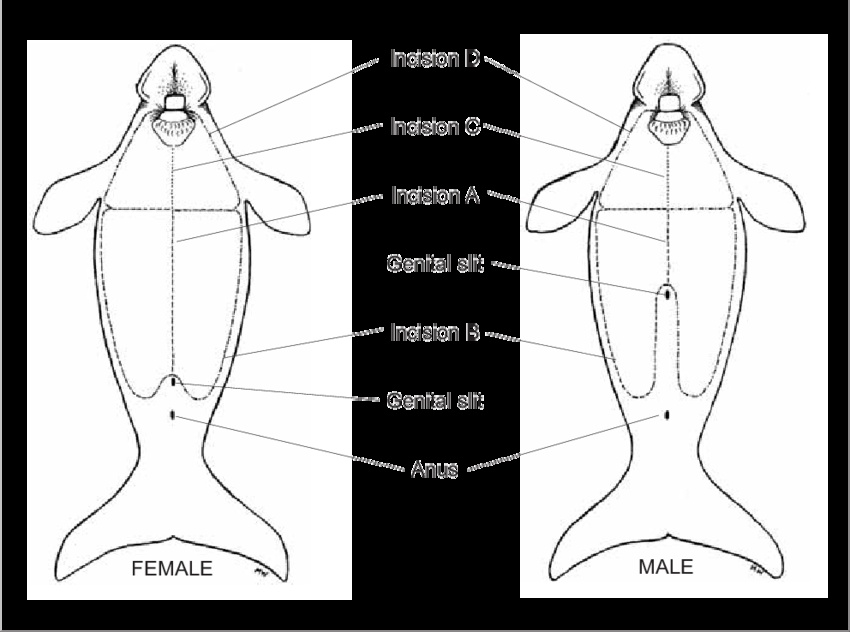 Incision D
Incision C
Incision A
Genital slit
Incision B
Genital slit
Anus
FEMALE
MALE